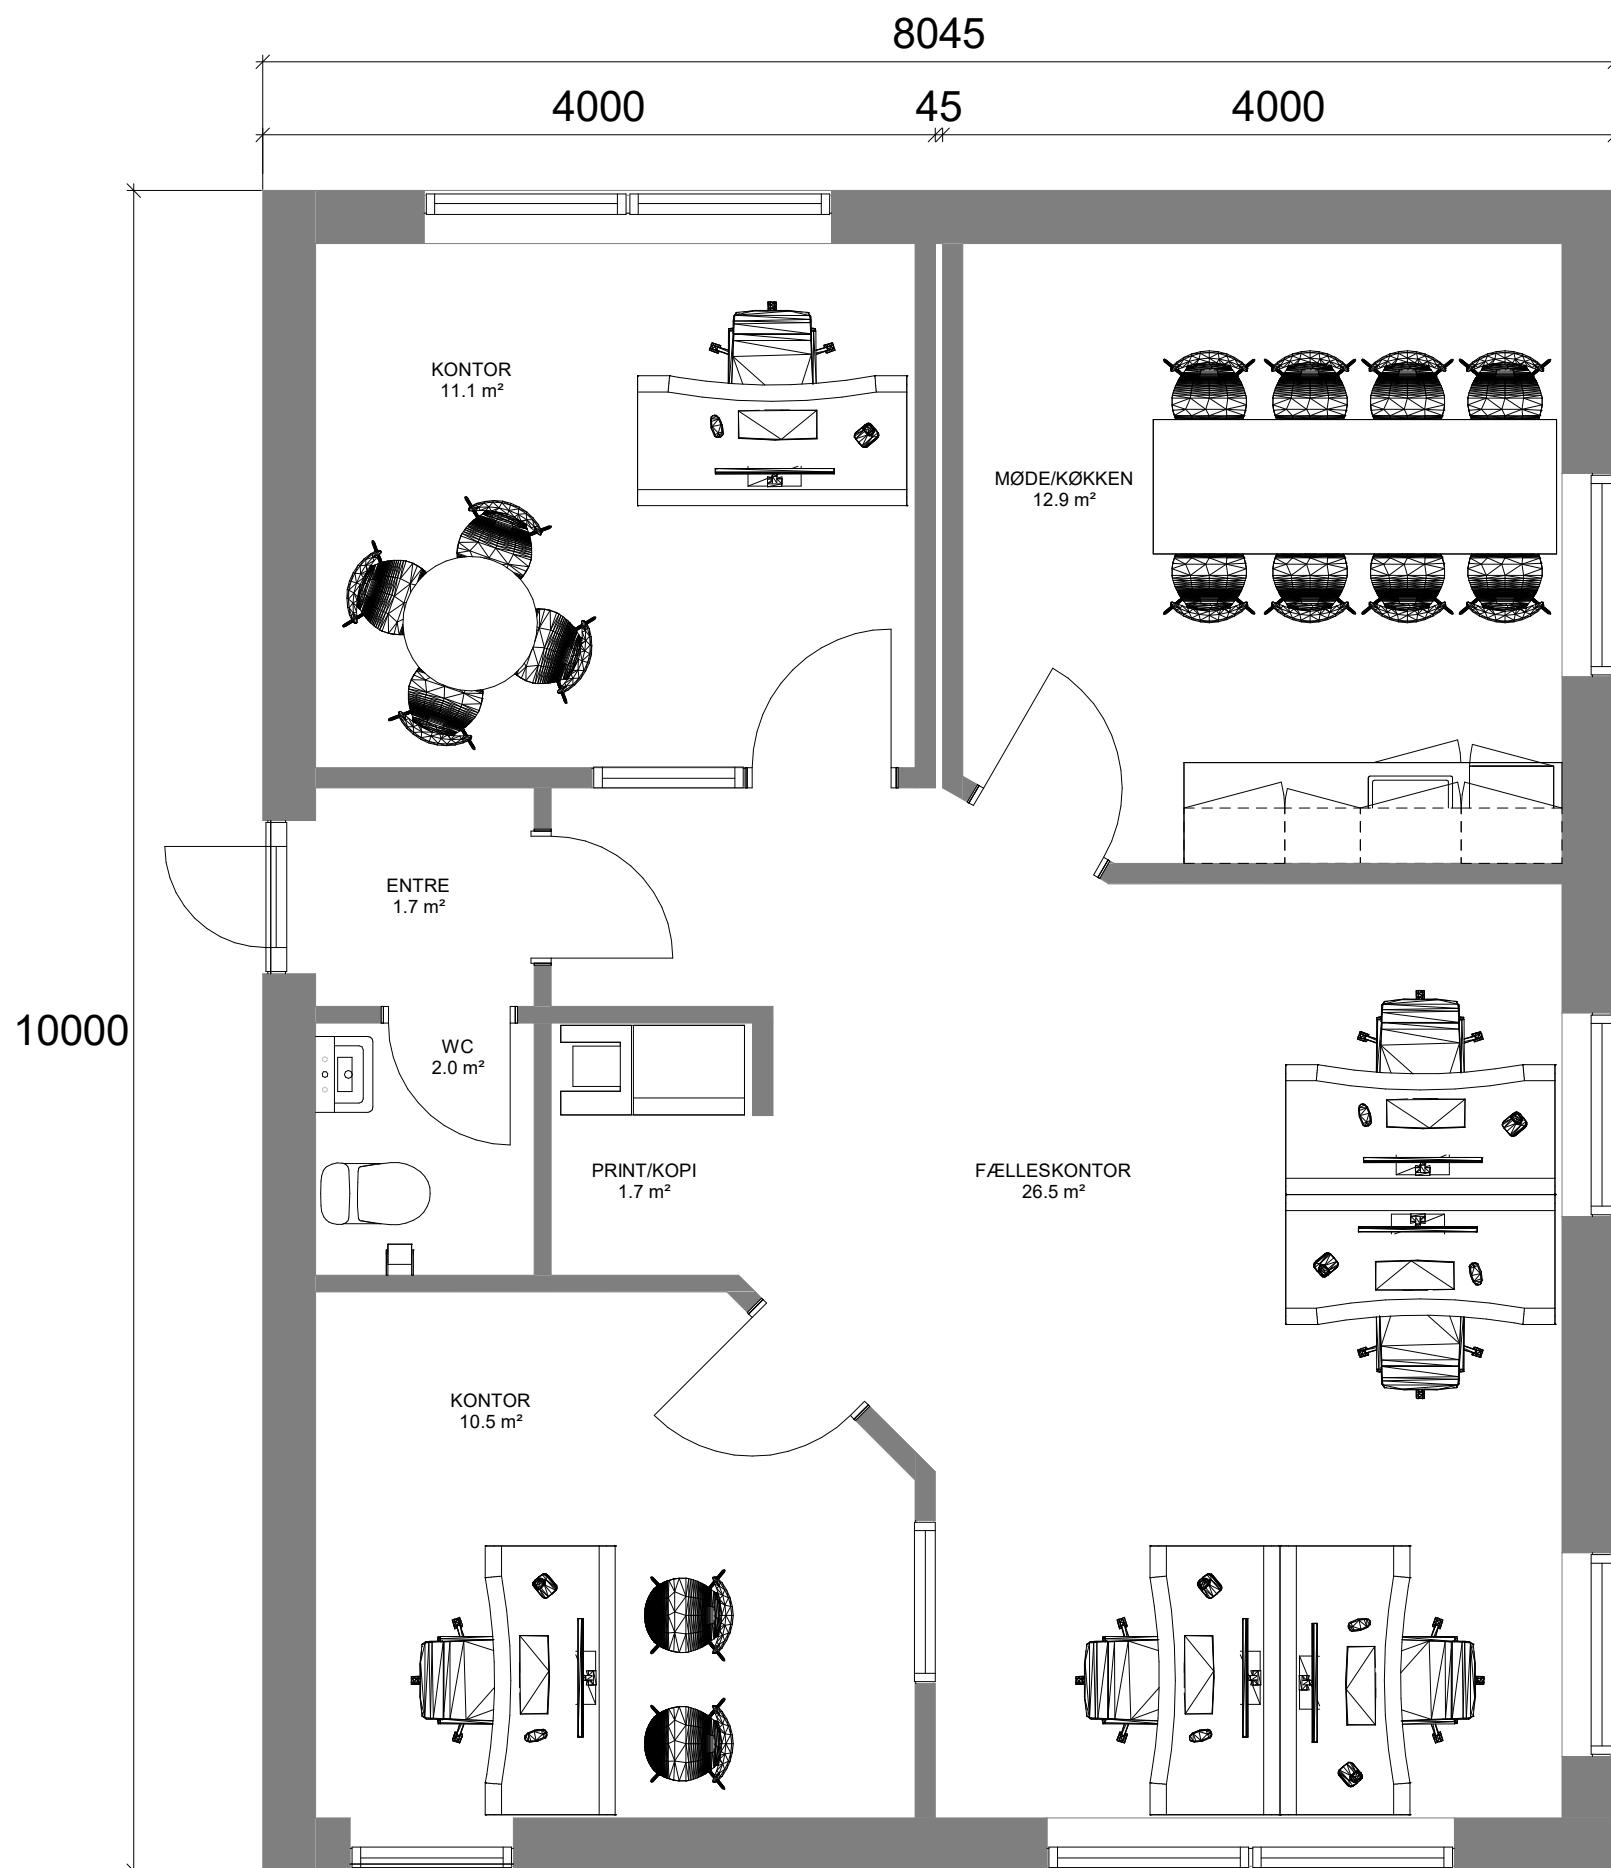 8045
4000
45
4000
KONTOR
11.1 m²
MØDE/KØKKEN
12.9 m²
ENTRE
1.7 m²
10000
WC
2.0 m²
PRINT/KOPI
1.7 m²
FÆLLESKONTOR
26.5 m²
KONTOR
10.5 m²